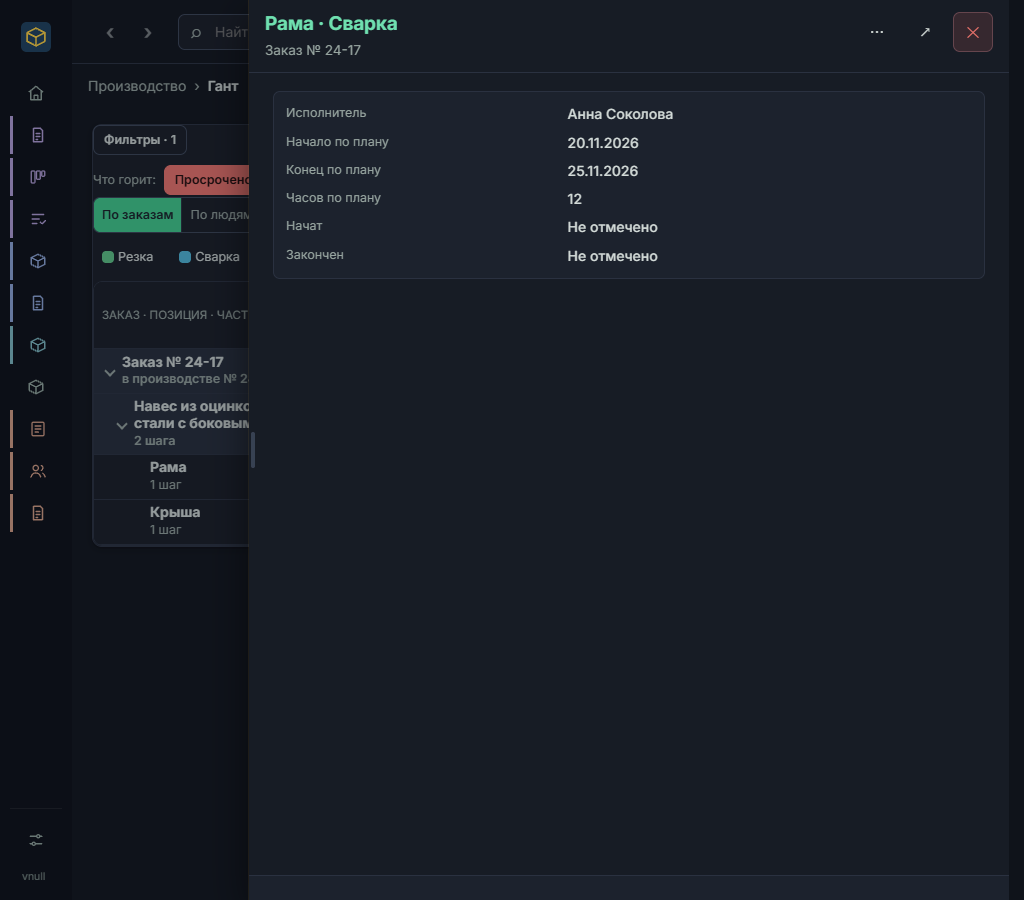 Рама · Сварка
Заказ № 24-17
Найт
Производство › Гант
Фильтры · 1
Что горит: Просрочено
По заказам По людям
Резка Сварка
ЗАКАЗ · ПОЗИЦИЯ · ЧАСТ
Заказ № 24-17
в производстве № 2
Навес из оцинко
стали с боковым
2 шага
Рама
1 шаг
Крыша
1 шаг
vnull
Исполнитель Анна Соколова
Начало по плану 20.11.2026
Конец по плану 25.11.2026
Часов по плану 12
Начат Не отмечено
Закончен Не отмечено